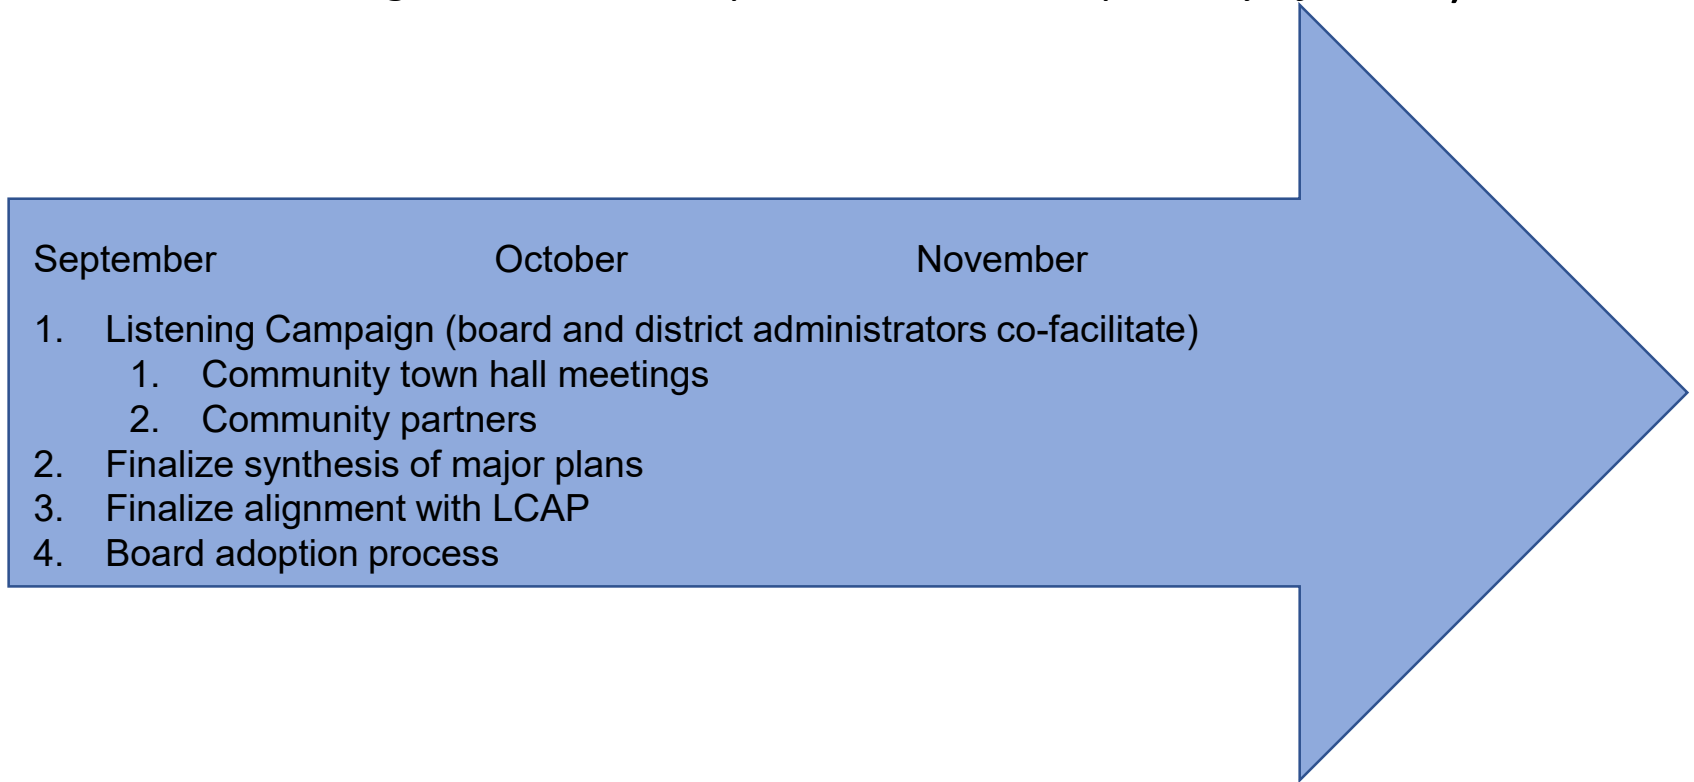 September October November
1. Listening Campaign (board and district administrators co-facilitate)
1. Community town hall meetings
2. Community partners
2. Finalize synthesis of major plans
3. Finalize alignment with LCAP
4. Board adoption process